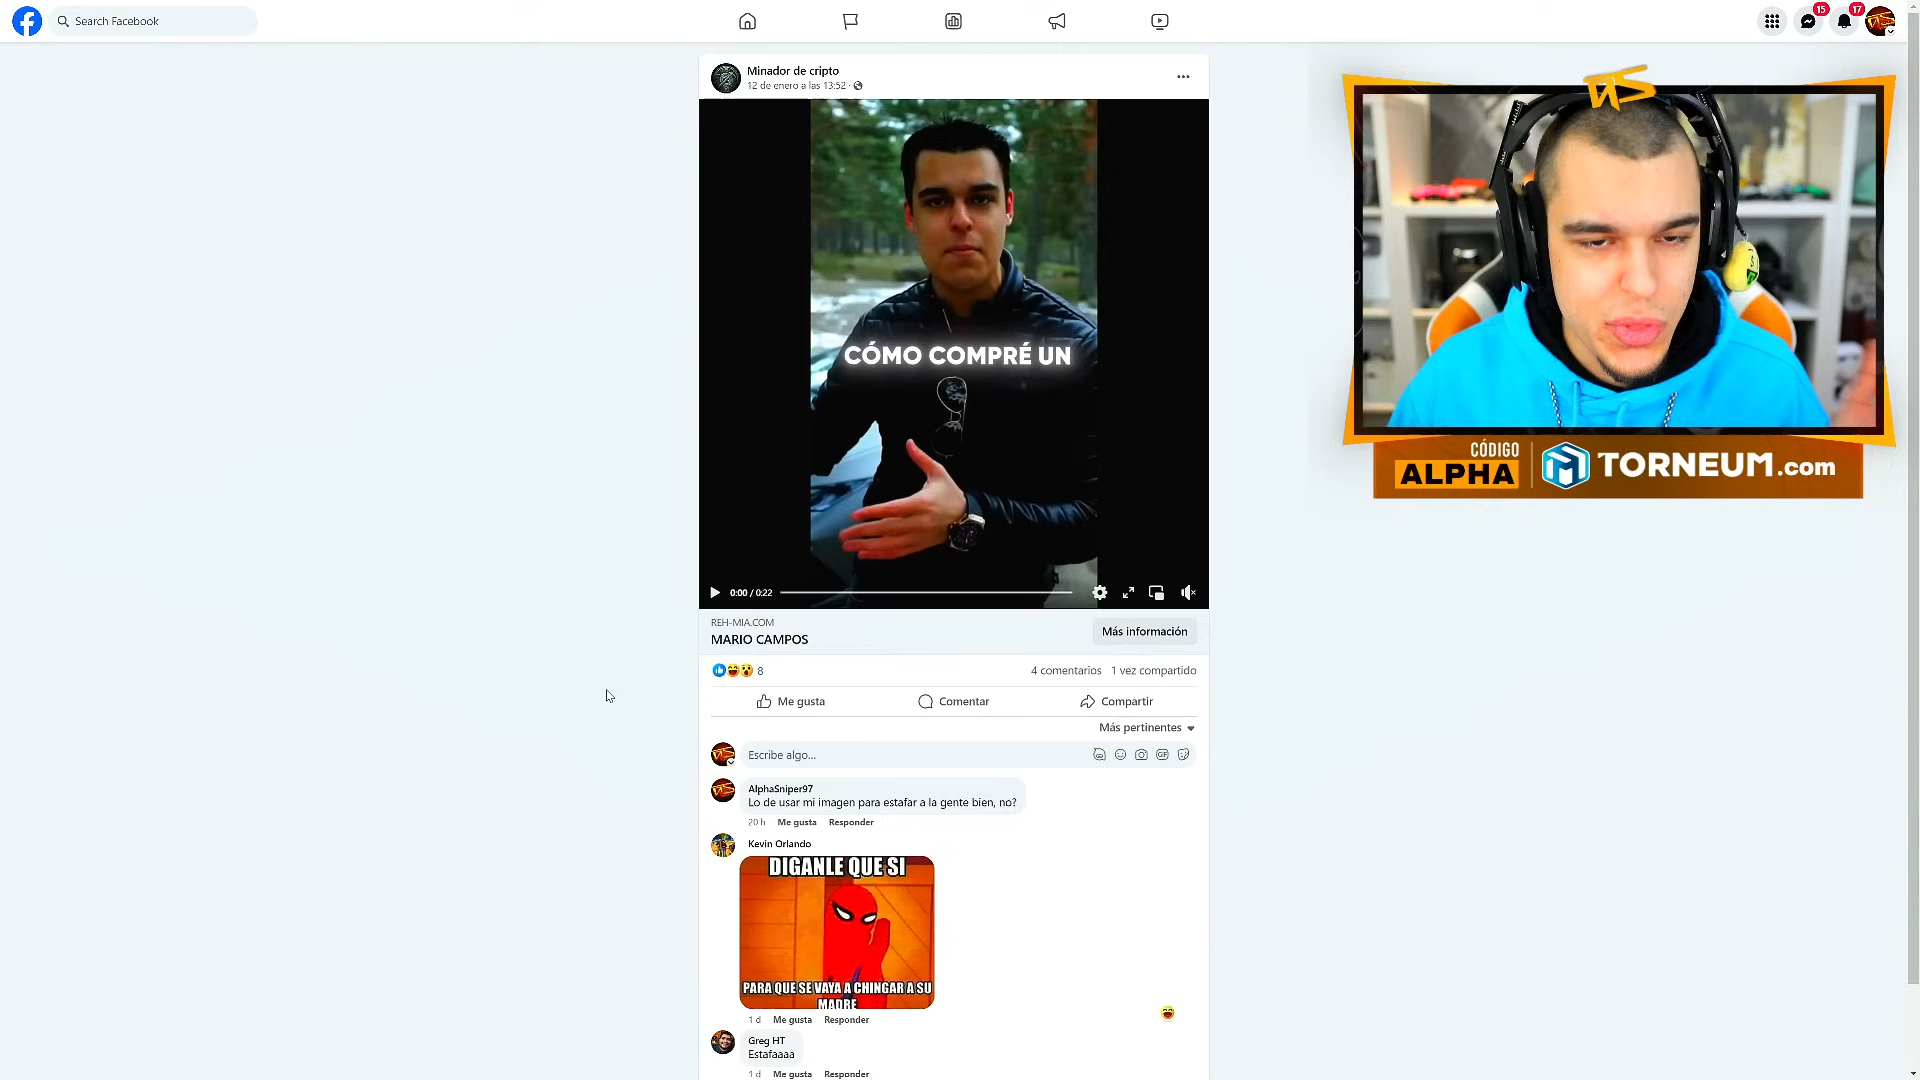 Search Facebook
15
17
Minador de cripto
12 de enero a las 13:52 ·
CÓMO COMPRÉ UN
0:00 / 0:22
REH-MIA.COM
MARIO CAMPOS
Más información
8
4 comentarios 1 vez compartido
Me gusta
Comentar
Compartir
Más pertinentes
Escribe algo...
GIF
AlphaSniper97
Lo de usar mi imagen para estafar a la gente bien, no?
20 h Me gusta Responder
Kevin Orlando
DIGANLE QUE SI
PARA QUE SE VAYA A CHINGAR A SU
MADRE
1 d Me gusta Responder
Greg HT
Estafaaaa
1 d Me gusta Responder
CÓDIGO
ALPHA
TORNEUM.com